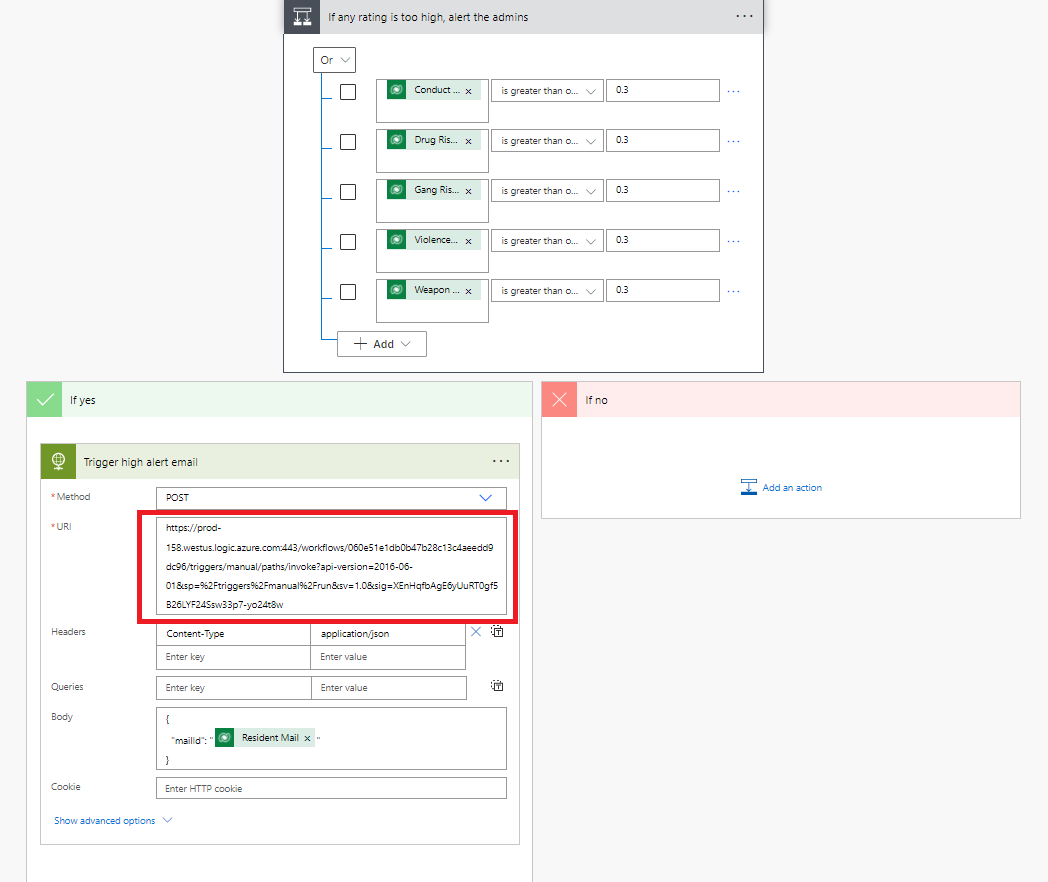 If any rating is too high, alert the admins
Or
Conduct ... × is greater than o... 0.3
Drug Ris... × is greater than o... 0.3
Gang Ris... × is greater than o... 0.3
Violence... × is greater than o... 0.3
Weapon ... × is greater than o... 0.3
+ Add
If yes
If no
Trigger high alert email
Add an action
* Method POST
* URI
https://prod-
158.westus.logic.azure.com:443/workflows/060e51e1db0b47b28c13c4aeedd9
dc96/triggers/manual/paths/invoke?api-version=2016-06-
01&sp=%2Ftriggers%2Fmanual%2Frun&sv=1.0&sig=XEnHqfbAgE6yUuRT0gf5
B26LYF24Ssw33p7-yo24t8w
Headers Content-Type application/json
Enter key Enter value
Queries Enter key Enter value
Body
{
"mailId": " Resident Mail × "
}
Cookie Enter HTTP cookie
Show advanced options